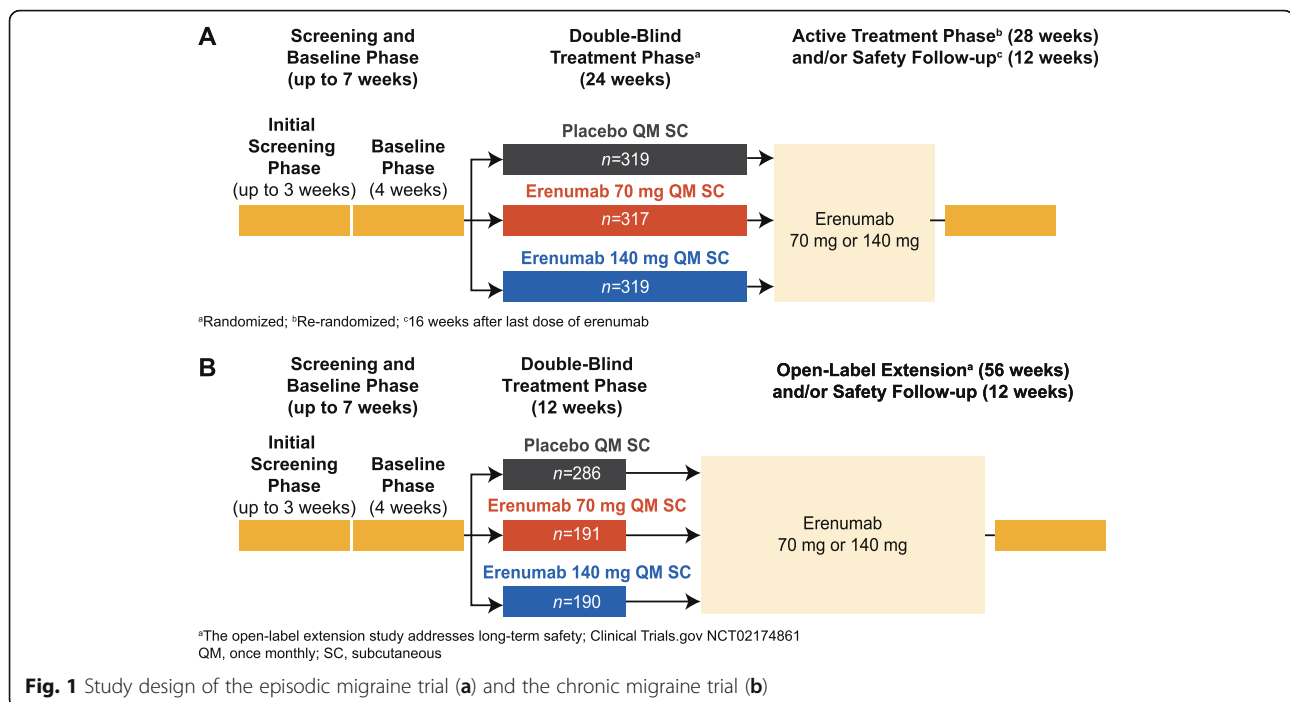 A
Screening and
Baseline Phase
(up to 7 weeks)
Double-Blind
Treatment Phaseᵃ
(24 weeks)
Active Treatment Phaseᵇ (28 weeks)
and/or Safety Follow-upᶜ (12 weeks)
Initial
Screening
Phase
(up to 3 weeks)
Baseline
Phase
(4 weeks)
Placebo QM SC
n=319
Erenumab 70 mg QM SC
n=317
Erenumab 140 mg QM SC
n=319
Erenumab
70 mg or 140 mg
ᵃRandomized; ᵇRe-randomized; ᶜ16 weeks after last dose of erenumab
B
Screening and
Baseline Phase
(up to 7 weeks)
Double-Blind
Treatment Phase
(12 weeks)
Open-Label Extensionᵃ (56 weeks)
and/or Safety Follow-up (12 weeks)
Initial
Screening
Phase
(up to 3 weeks)
Baseline
Phase
(4 weeks)
Placebo QM SC
n=286
Erenumab 70 mg QM SC
n=191
Erenumab 140 mg QM SC
n=190
Erenumab
70 mg or 140 mg
ᵃThe open-label extension study addresses long-term safety; Clinical Trials.gov NCT02174861
QM, once monthly; SC, subcutaneous
Fig. 1 Study design of the episodic migraine trial (a) and the chronic migraine trial (b)